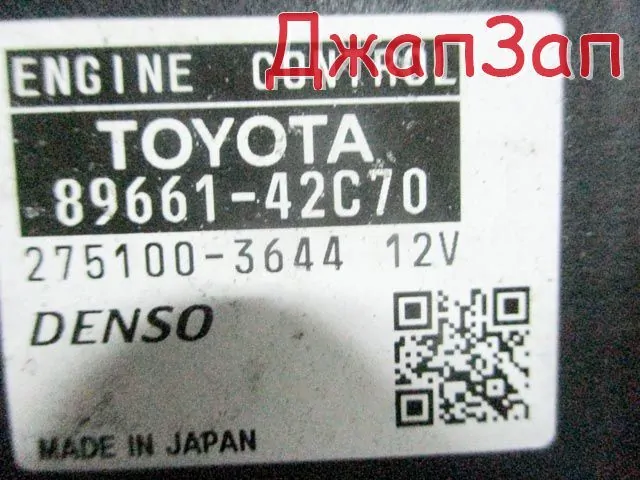 ДжапЗап
ENGINE CONTROL
TOYOTA
89661-42C70
275100-3644 12V
DENSO
MADE IN JAPAN